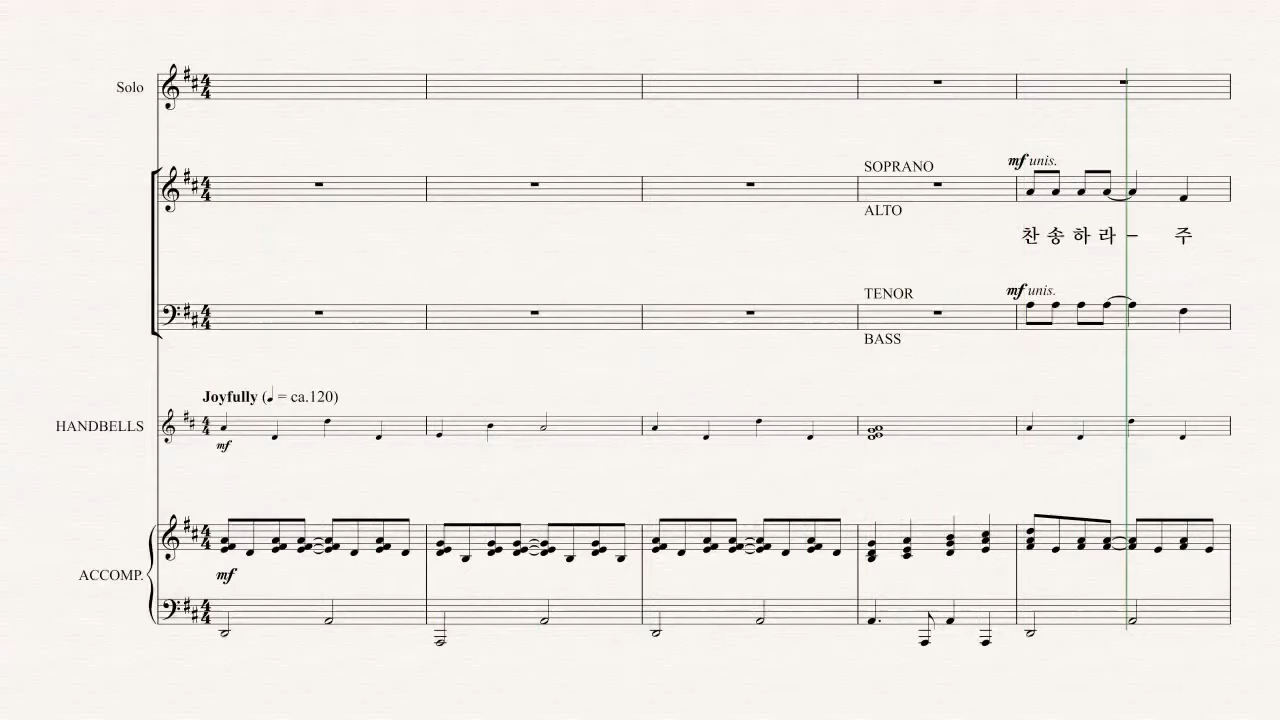 Solo
SOPRANO
mf unis.
ALTO
찬 송 하 라 – 주
TENOR
mf unis.
BASS
Joyfully (♩ = ca.120)
HANDBELLS
mf
ACCOMP.
mf